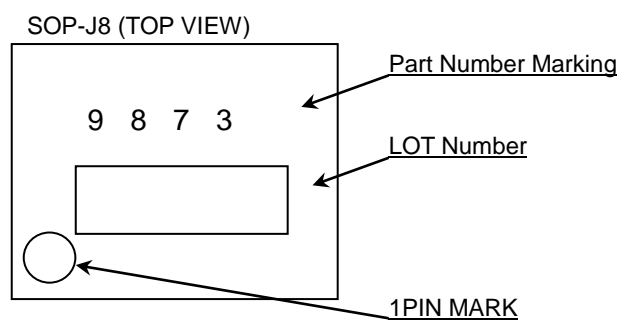 SOP-J8 (TOP VIEW)
Part Number Marking
9 8 7 3
LOT Number
1PIN MARK